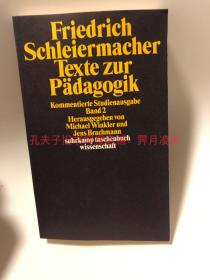 Friedrich
Schleiermacher
Texte zur
Pädagogik
Kommentierte Studienausgabe
Band 2
Herausgegeben von
Michael Winkler und
Jens Brachmann
suhrkamp taschenbuch
wissenschaft